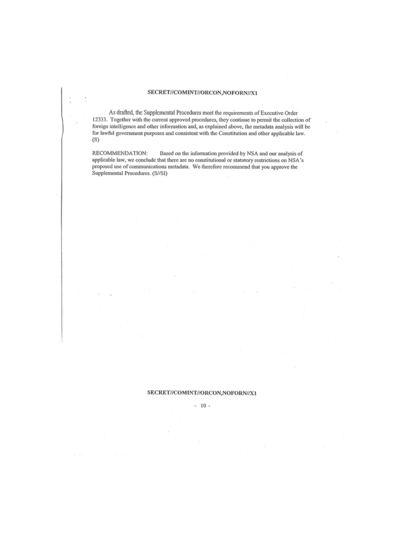 SECRET//COMINT//ORCON,NOFORN//X1
As drafted, the Supplemental Procedures meet the requirements of Executive Order
12333. Together with the current approved procedures, they continue to permit the collection of
foreign intelligence and other information and, as explained above, the metadata analysis will be
for lawful government purposes and consistent with the Constitution and other applicable law.
(S)
RECOMMENDATION: Based on the information provided by NSA and our analysis of
applicable law, we conclude that there are no constitutional or statutory restrictions on NSA's
proposed use of communications metadata. We therefore recommend that you approve the
Supplemental Procedures. (S//SI)
SECRET//COMINT//ORCON,NOFORN//X1
- 10 -